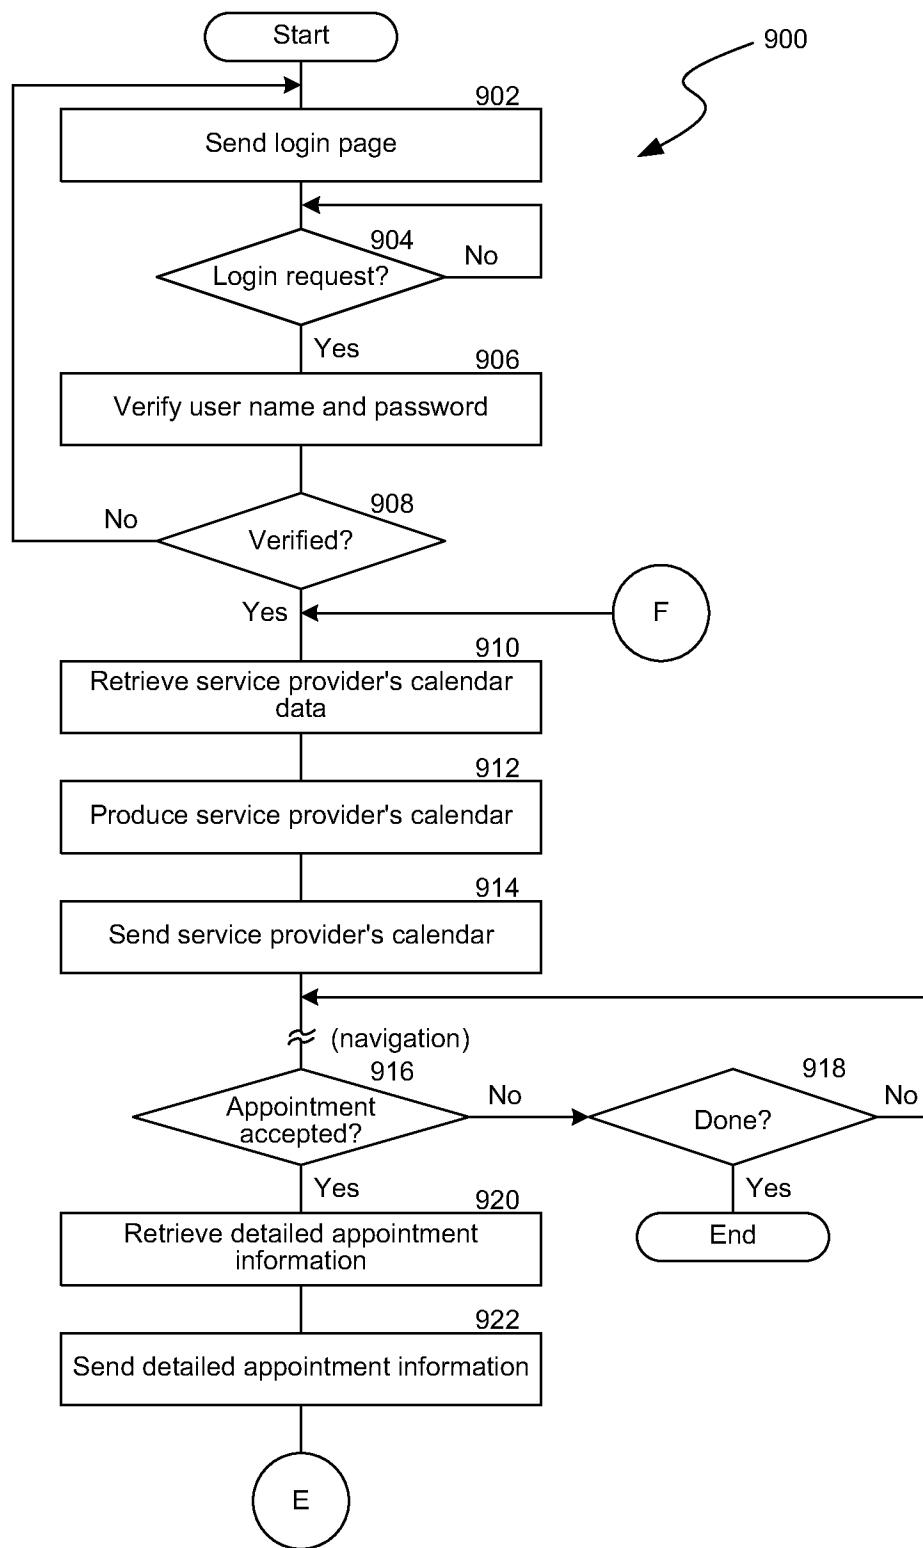 Start
900
902
Send login page
904
Login request?
No
Yes
906
Verify user name and password
908
No
Verified?
Yes
F
910
Retrieve service provider's calendar
data
912
Produce service provider's calendar
914
Send service provider's calendar
(navigation)
916
918
Appointment
accepted?
No
Done?
No
Yes
Yes
920
Retrieve detailed appointment
information
End
922
Send detailed appointment information
E